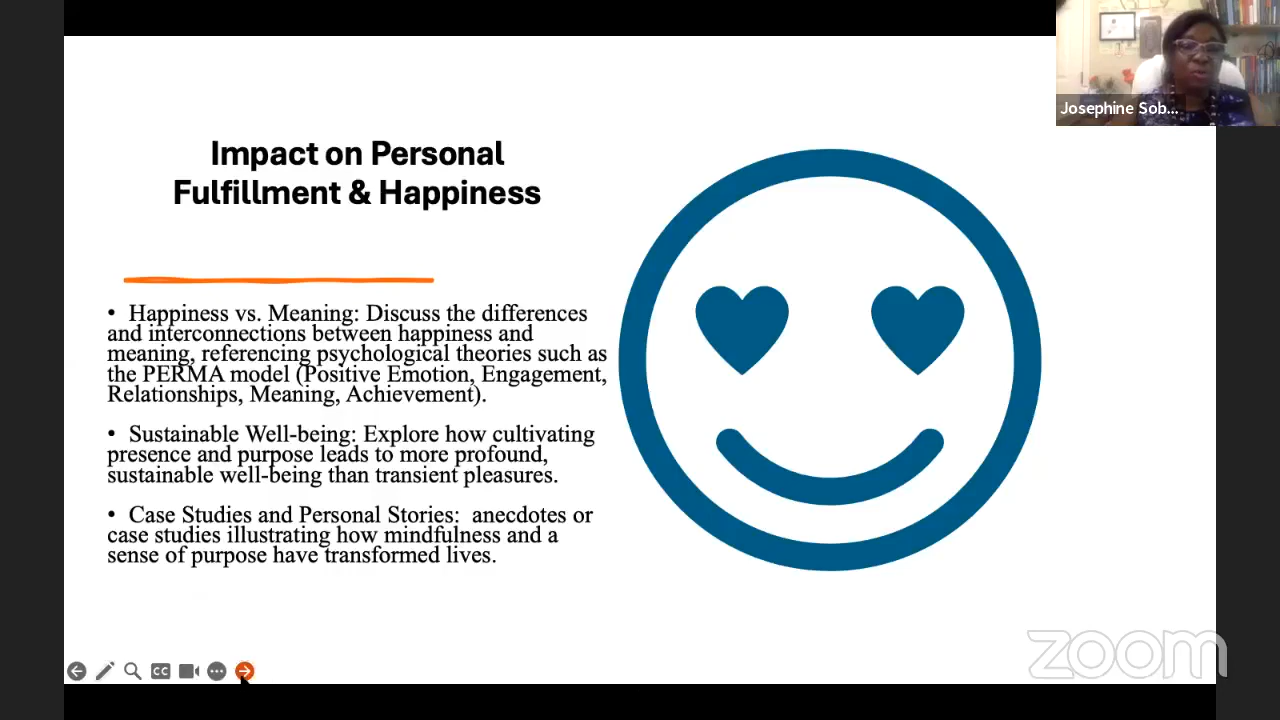 Josephine Sob...
Impact on Personal
Fulfillment & Happiness
• Happiness vs. Meaning: Discuss the differences
and interconnections between happiness and
meaning, referencing psychological theories such as
the PERMA model (Positive Emotion, Engagement,
Relationships, Meaning, Achievement).
• Sustainable Well-being: Explore how cultivating
presence and purpose leads to more profound,
sustainable well-being than transient pleasures.
• Case Studies and Personal Stories:  anecdotes or
case studies illustrating how mindfulness and a
sense of purpose have transformed lives.
CC
zoom